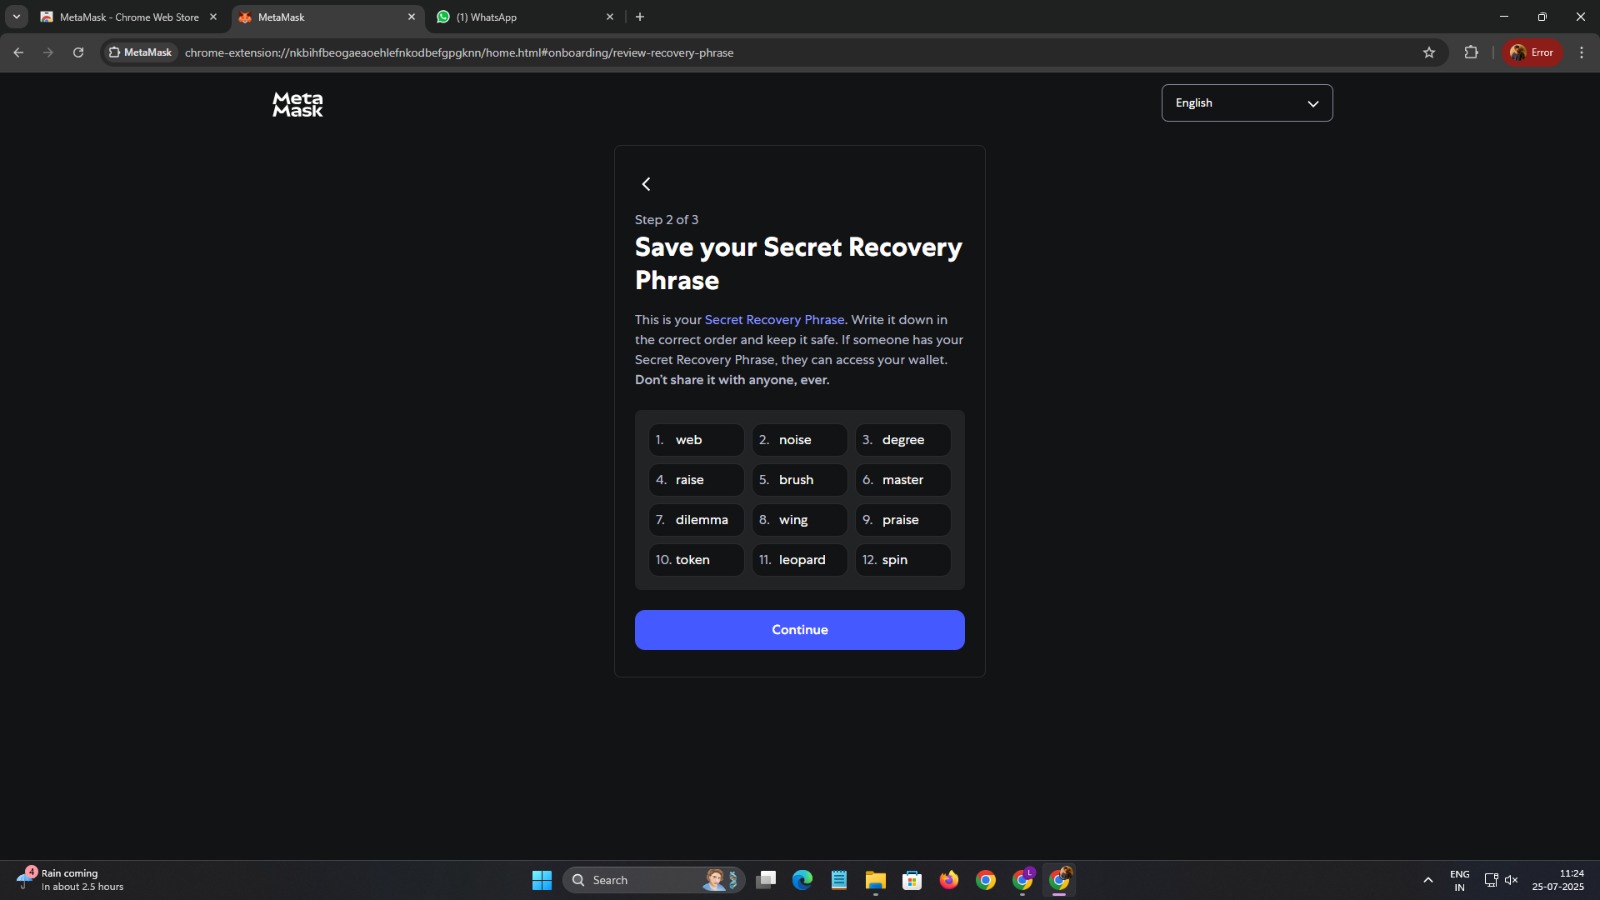 MetaMask - Chrome Web Store
MetaMask
(1) WhatsApp
MetaMask chrome-extension://nkbihfbeogaeaoehlefnkodbefgpgknn/home.html#onboarding/review-recovery-phrase
Error
Meta
Mask
English
Step 2 of 3
Save your Secret Recovery
Phrase
This is your Secret Recovery Phrase. Write it down in
the correct order and keep it safe. If someone has your
Secret Recovery Phrase, they can access your wallet.
Don't share it with anyone, ever.
1. web 2. noise 3. degree
4. raise 5. brush 6. master
7. dilemma 8. wing 9. praise
10. token 11. leopard 12. spin
Continue
4
Rain coming
In about 2.5 hours
Search
L
ENG
IN
11:24
25-07-2025